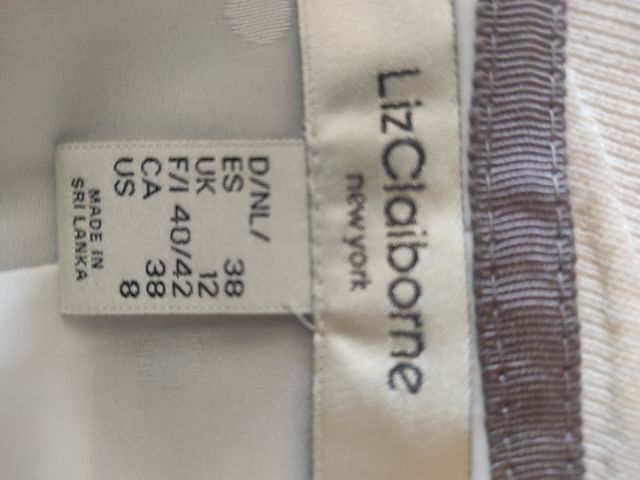 LizClaiborne
new york
D/NL/
ES 38
UK 12
F/I 40/42
CA 38
US 8
MADE IN
SRI LANKA